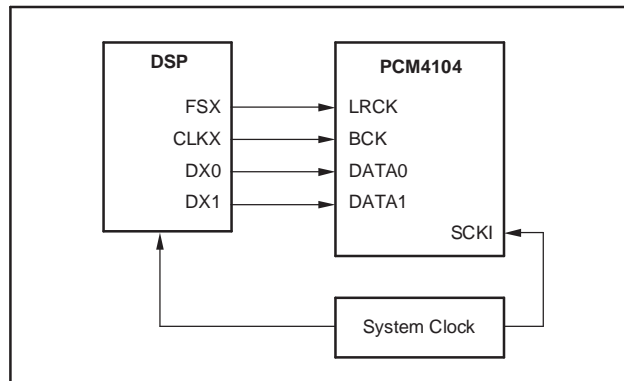 DSP
FSX
CLKX
DX0
DX1
PCM4104
LRCK
BCK
DATA0
DATA1
SCKI
System Clock